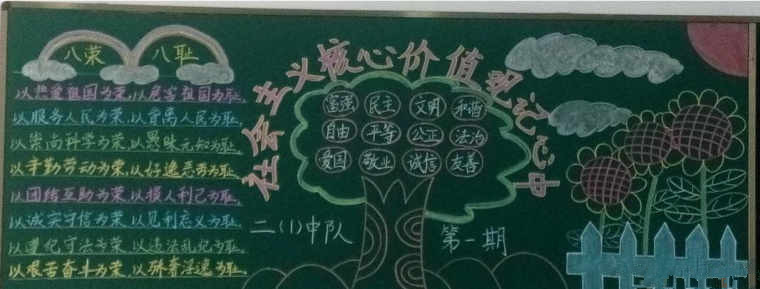 八荣 八耻
以热爱祖国为荣,以危害祖国为耻,
以服务人民为荣,以背离人民为耻,
以崇尚科学为荣,以愚昧无知为耻,
以辛勤劳动为荣,以好逸恶劳为耻,
以团结互助为荣,以损人利己为耻,
以诚实守信为荣,以见利忘义为耻,
以遵纪守法为荣,以违法乱纪为耻,
以艰苦奋斗为荣,以骄奢浮逸为耻,
社会主义核心价值观记心中
富强 民主 文明 和谐
自由 平等 公正 法治
爱国 敬业 诚信 友善
二(1)中队 第一期